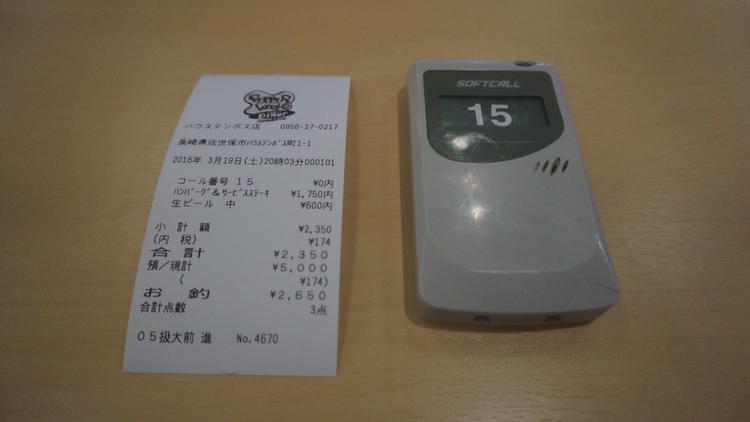 PePPeR
Lunch
DineR
ハウステンボス店 0956-27-0217
長崎県佐世保市ハウステンボス町1-1
2016年 3月19日(土)20時03分000101
コール番号 15 ¥0内
ハンバーグ&サービスステーキ ¥1,750内
生ビール 中 ¥600内
小 計 額 ¥2,350
(内 税) ¥174
合 計 ¥2,350
預/現計 ¥5,000
( ¥174)
お 釣 ¥2,650
合計点数 3点
05扱大前 進 No.4670
SOFTCALL
15